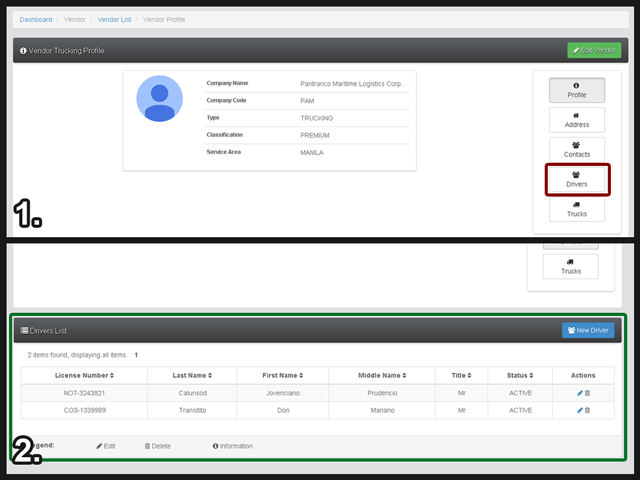 Dashboard / Vendor / Vendor List / Vendor Profile
Vendor Trucking Profile
Edit Vendor
Company Name Pantranco Maritime Logistics Corp.
Company Code PAM
Type TRUCKING
Classification PREMIUM
Service Area MANILA
Profile
Address
Contacts
Drivers
Trucks
1.
Trucks
Drivers List
New Driver
2 items found, displaying all items. 1
License Number Last Name First Name Middle Name Title Status Actions
NO7-3243821 Calunsod Jovenciano Prudencio Mr ACTIVE
CO3-1339989 Transitito Don Mariano Mr ACTIVE
2.
Edit Delete Information